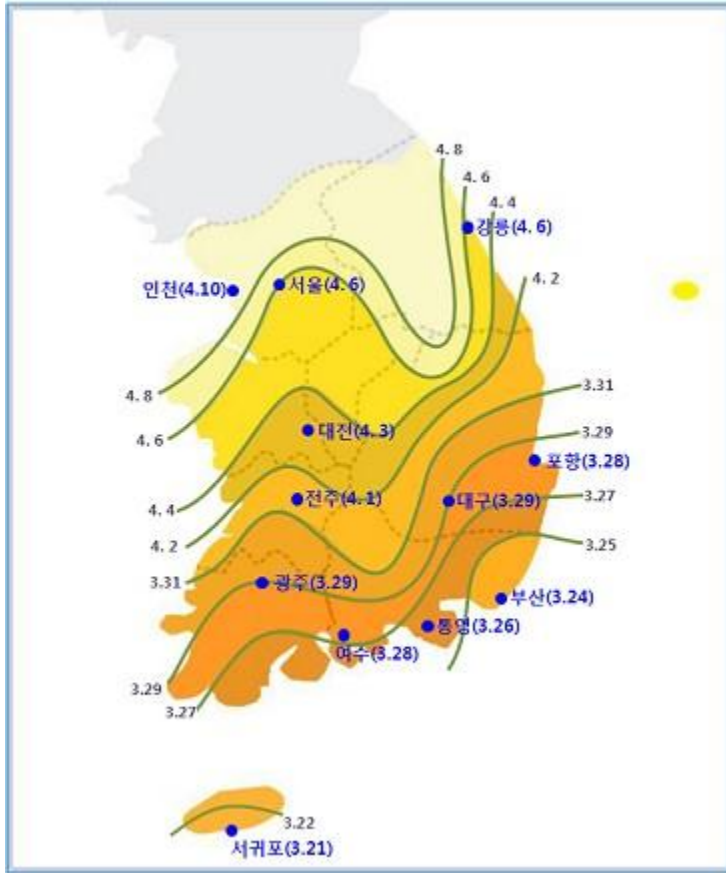 4. 8
4. 6
4. 4
강릉(4. 6)
4. 2
인천(4.10)
서울(4. 6)
4. 8
3.31
4. 6
3.29
대전(4. 3)
포항(3.28)
전주(4. 1)
대구(3.29)
3.27
4. 4
4. 2
3.25
3.31
광주(3.29)
부산(3.24)
통영(3.26)
여수(3.28)
3.29
3.27
3.22
서귀포(3.21)